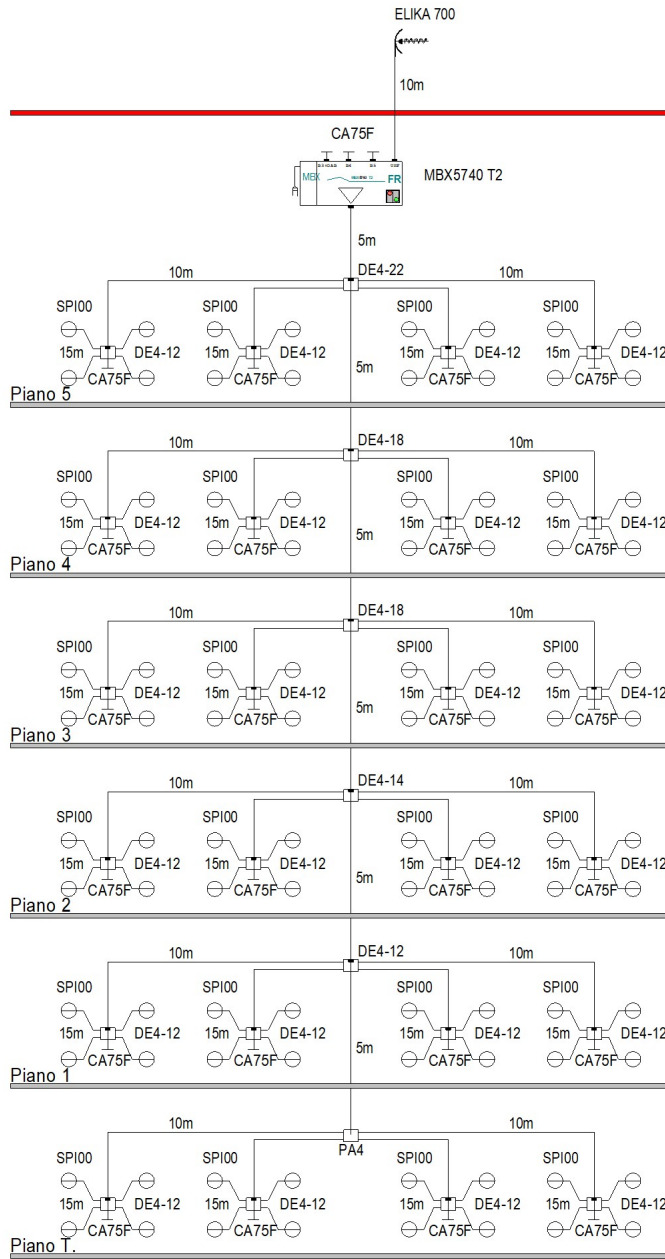 ELIKA 700
10m
CA75F
MBX5740 T2
MBX
FR
5m
DE4-22
10m 10m
SPI00 SPI00 SPI00 SPI00
15m DE4-12 15m DE4-12 5m 15m DE4-12 15m DE4-12
CA75F CA75F CA75F CA75F
Piano 5
DE4-18
10m 10m
SPI00 SPI00 SPI00 SPI00
15m DE4-12 15m DE4-12 5m 15m DE4-12 15m DE4-12
CA75F CA75F CA75F CA75F
Piano 4
DE4-18
10m 10m
SPI00 SPI00 SPI00 SPI00
15m DE4-12 15m DE4-12 5m 15m DE4-12 15m DE4-12
CA75F CA75F CA75F CA75F
Piano 3
DE4-14
10m 10m
SPI00 SPI00 SPI00 SPI00
15m DE4-12 15m DE4-12 5m 15m DE4-12 15m DE4-12
CA75F CA75F CA75F CA75F
Piano 2
DE4-12
10m 10m
SPI00 SPI00 SPI00 SPI00
15m DE4-12 15m DE4-12 5m 15m DE4-12 15m DE4-12
CA75F CA75F CA75F CA75F
Piano 1
10m 10m
PA4
SPI00 SPI00 SPI00 SPI00
15m DE4-12 15m DE4-12 15m DE4-12 15m DE4-12
CA75F CA75F CA75F CA75F
Piano T.